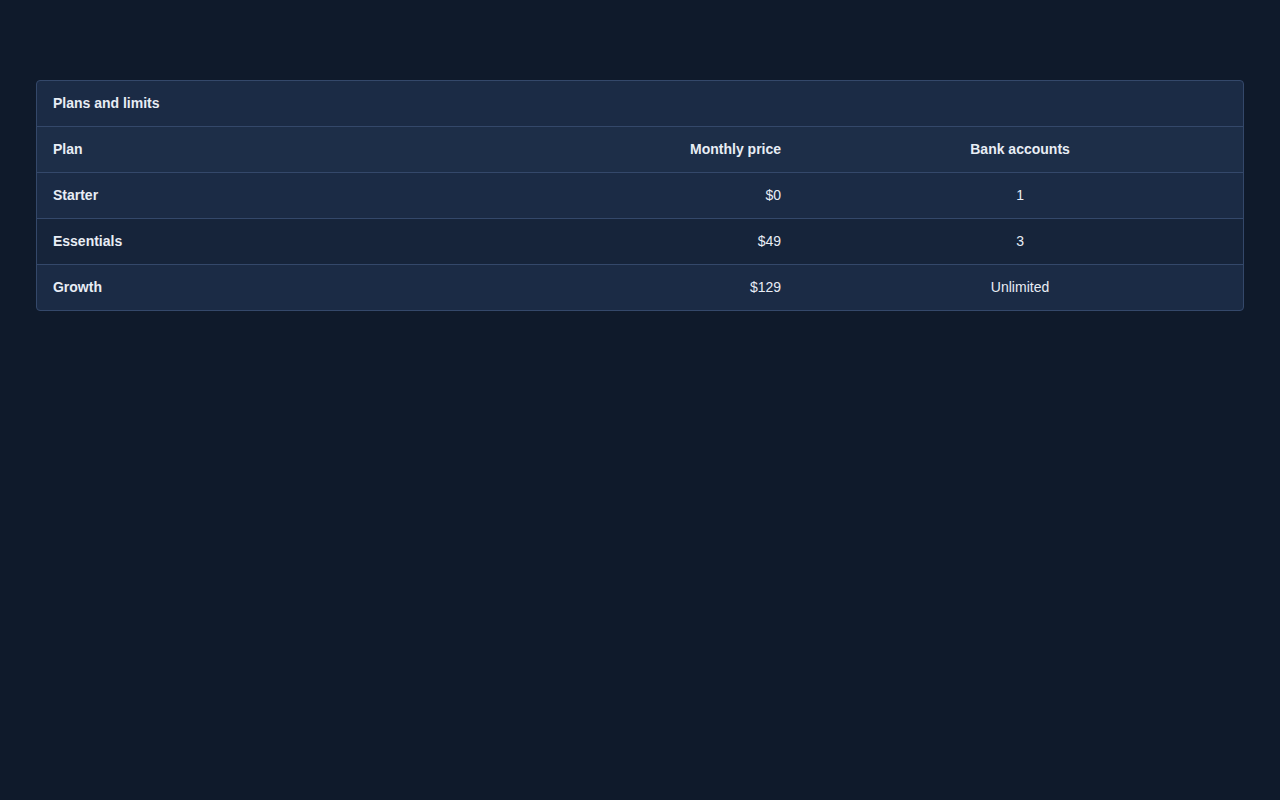 Plans and limits
Plan Monthly price Bank accounts
Starter $0 1
Essentials $49 3
Growth $129 Unlimited